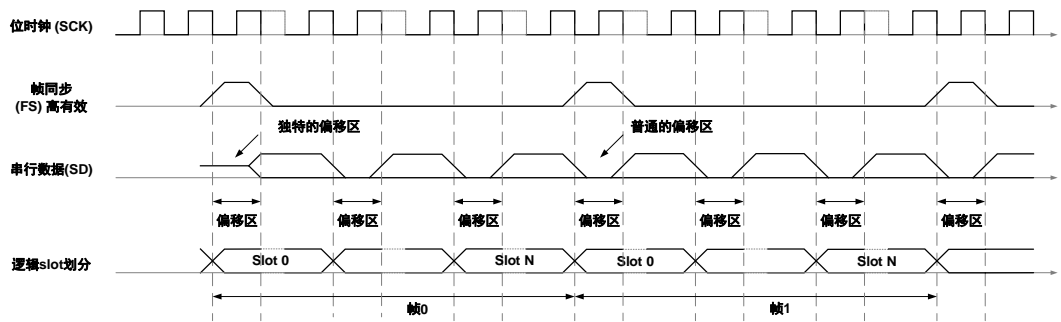 位时钟 (SCK)
帧同步
(FS) 高有效
独特的偏移区
普通的偏移区
串行数据(SD)
偏移区
偏移区
偏移区
偏移区
偏移区
偏移区
偏移区
逻辑slot划分
Slot 0
Slot N
Slot 0
Slot N
帧0
帧1